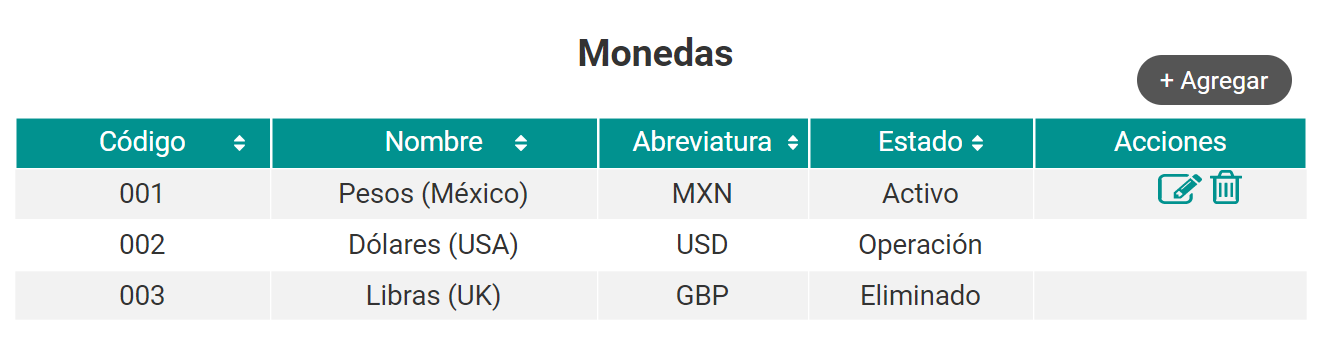 Monedas
+ Agregar
Código Nombre Abreviatura Estado Acciones
001 Pesos (México) MXN Activo
002 Dólares (USA) USD Operación
003 Libras (UK) GBP Eliminado